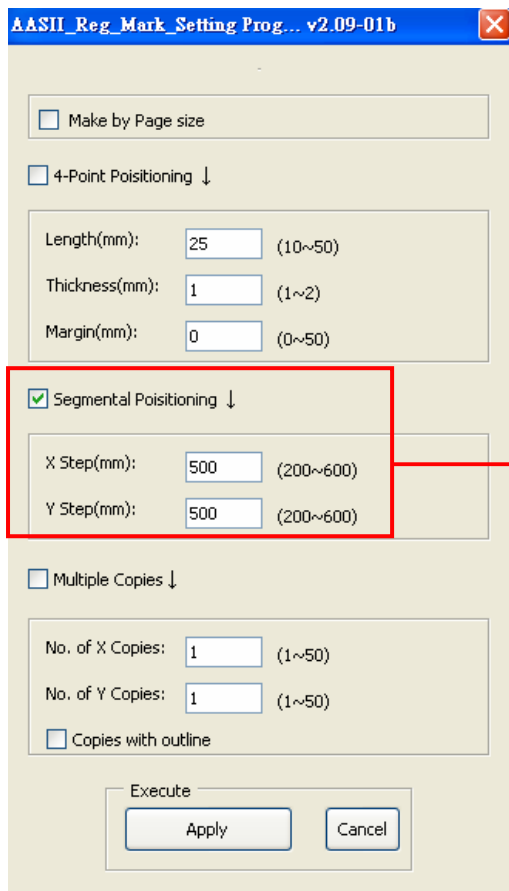 AASII_Reg_Mark_Setting Prog... v2.09-01b
Make by Page size
4-Point Poisitioning ↓
Length(mm): 25 (10~50)
Thickness(mm): 1 (1~2)
Margin(mm): 0 (0~50)
Segmental Poisitioning ↓
X Step(mm): 500 (200~600)
Y Step(mm): 500 (200~600)
Multiple Copies ↓
No. of X Copies: 1 (1~50)
No. of Y Copies: 1 (1~50)
Copies with outline
Execute
Apply Cancel